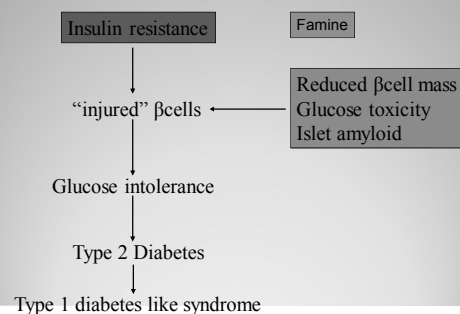 Insulin resistance
Famine
Reduced βcell mass
Glucose toxicity
Islet amyloid
“injured” βcells
Glucose intolerance
Type 2 Diabetes
Type 1 diabetes like syndrome